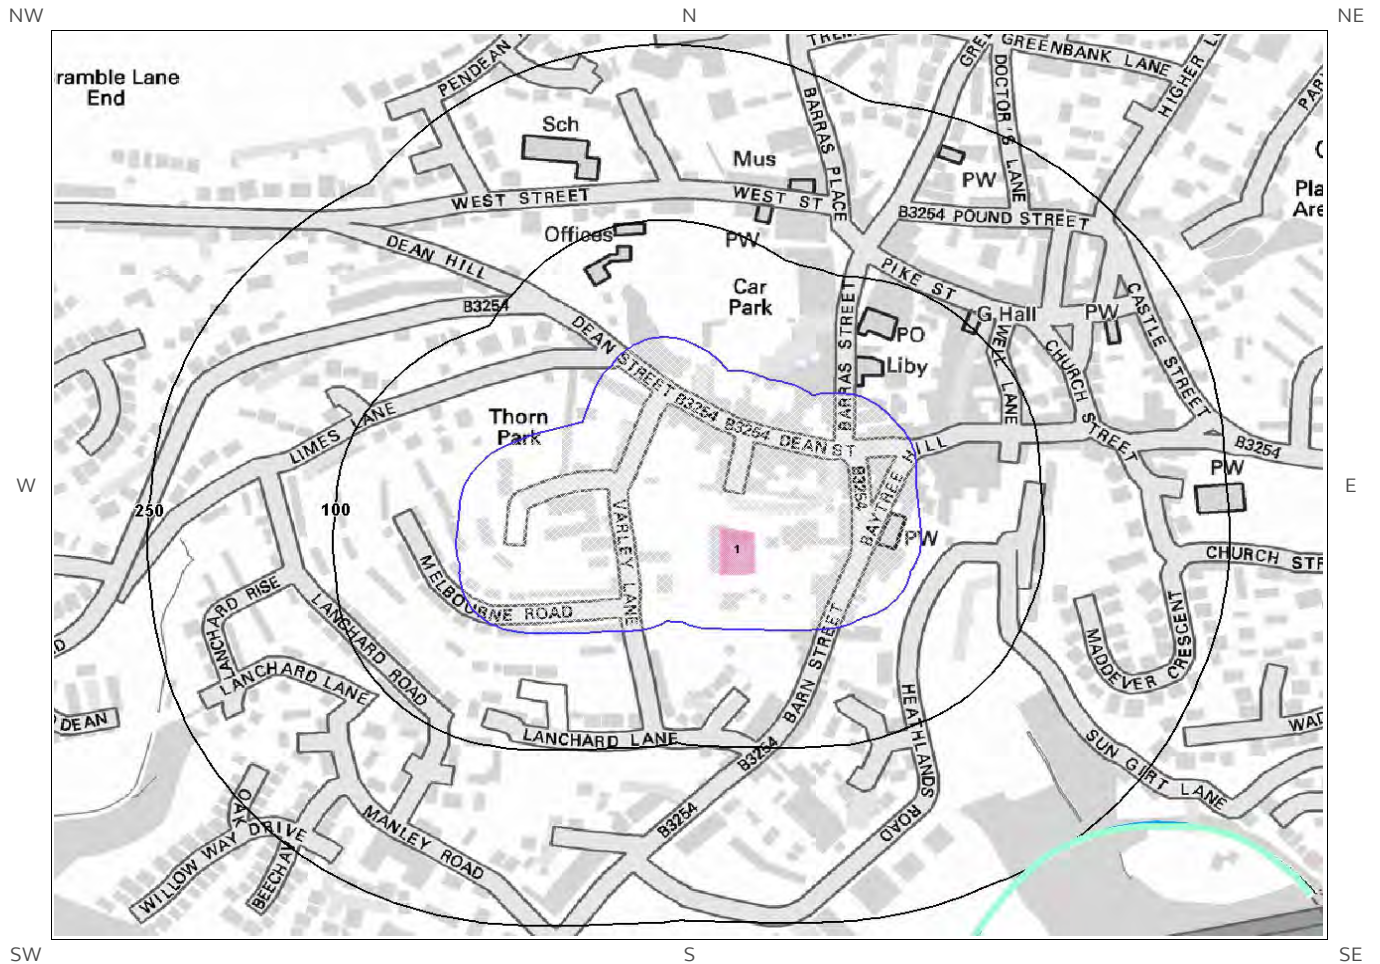 NW
N
NE
PENDEAN
GREENBANK LANE
HIGHER
DOCTOR'S LANE
BARRAS PLACE
ramble Lane
End
Sch
Mus
PW
WEST STREET
WEST ST
B3254 POUND STREET
Pla
Are
Offices
PW
DEAN HILL
Car
Park
PIKE ST
B3254
G.Hall
PW
CASTLE STREET
DEAN STREET
BARRAS STREET
PO
Liby
WELL LANE
CHURCH STREET
LIMES LANE
Thorn
Park
B3254
B3254
DEAN ST
HILL
B3254
PW
W
E
250
100
B3254
BAYTREE
VARLEY LANE
PW
1
MELBOURNE ROAD
CHURCH STR
LANCHARD RISE
LANCHARD ROAD
LANCHARD LANE
BARN STREET
MADDEVER CRESCENT
DEAN
HEATHLANDS ROAD
LANCHARD LANE
B3254
SUN GIRT LANE
WAD
B3254
OAK
WILLOW WAY
DRIVE
BEECH AV
MANLEY ROAD
SW
S
SE